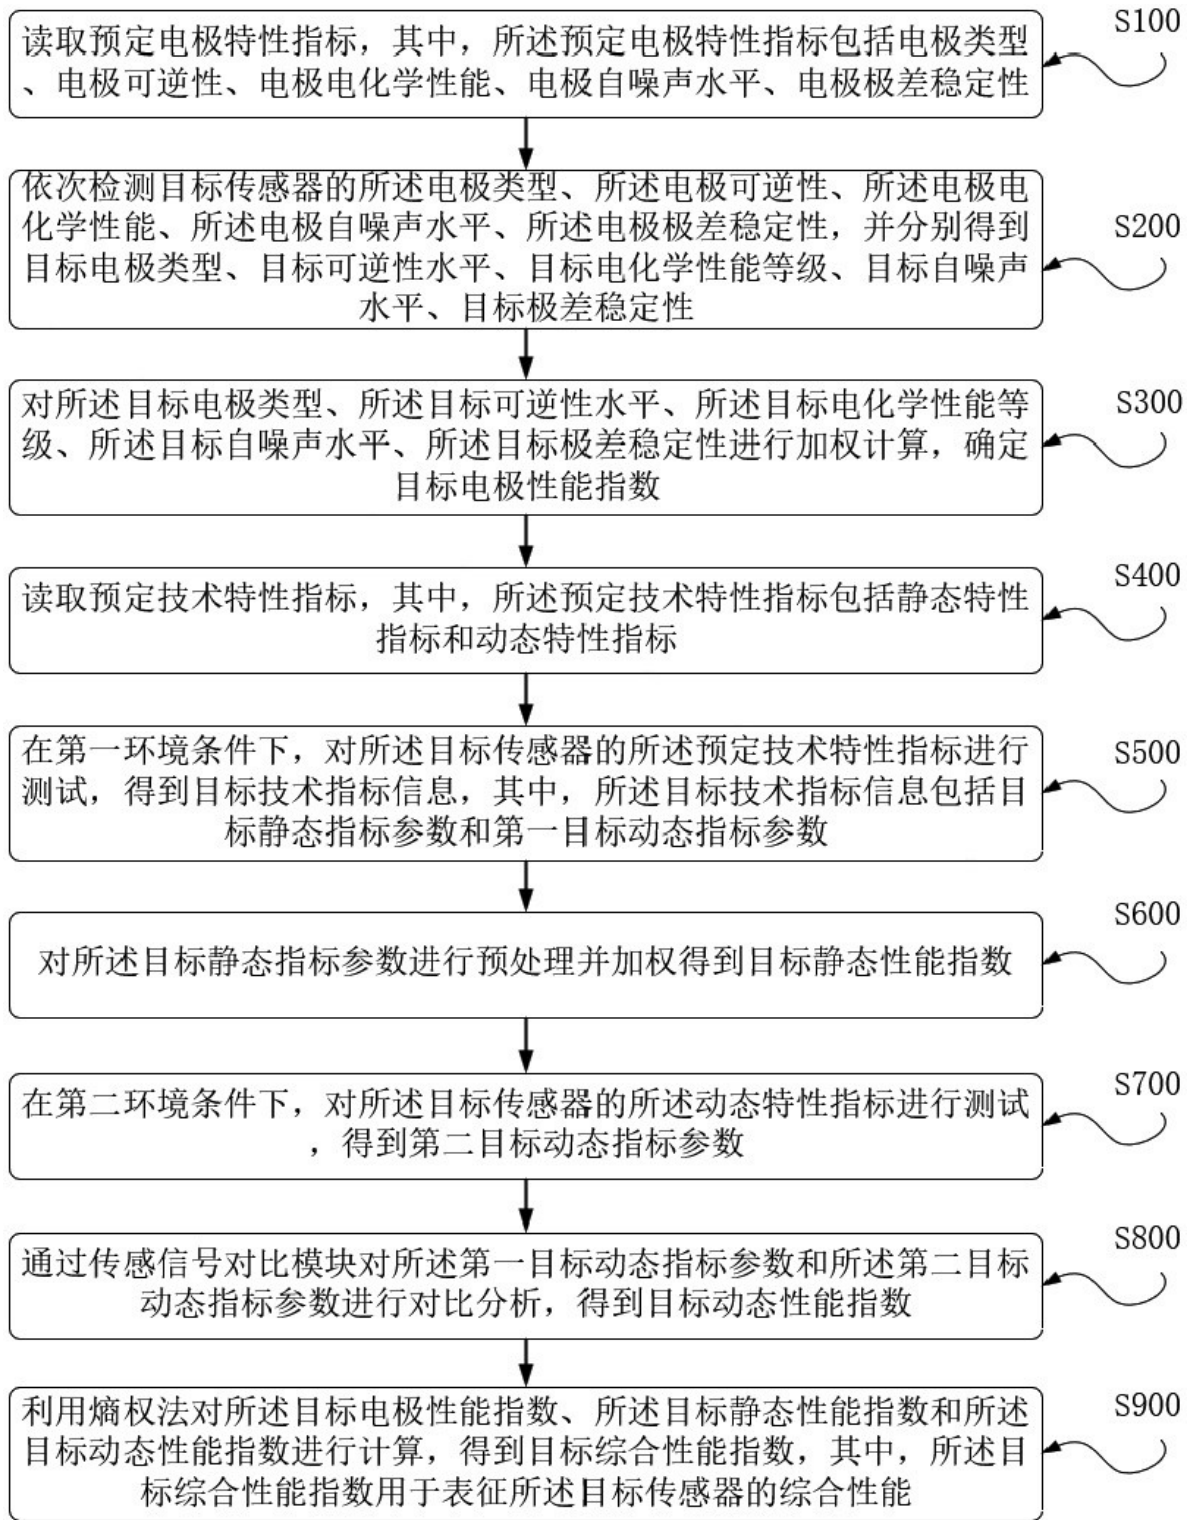 S100
读取预定电极特性指标，其中，所述预定电极特性指标包括电极类型
、电极可逆性、电极电化学性能、电极自噪声水平、电极极差稳定性
S200
依次检测目标传感器的所述电极类型、所述电极可逆性、所述电极电
化学性能、所述电极自噪声水平、所述电极极差稳定性，并分别得到
目标电极类型、目标可逆性水平、目标电化学性能等级、目标自噪声
水平、目标极差稳定性
S300
对所述目标电极类型、所述目标可逆性水平、所述目标电化学性能等
级、所述目标自噪声水平、所述目标极差稳定性进行加权计算，确定
目标电极性能指数
S400
读取预定技术特性指标，其中，所述预定技术特性指标包括静态特性
指标和动态特性指标
S500
在第一环境条件下，对所述目标传感器的所述预定技术特性指标进行
测试，得到目标技术指标信息，其中，所述目标技术指标信息包括目
标静态指标参数和第一目标动态指标参数
S600
对所述目标静态指标参数进行预处理并加权得到目标静态性能指数
S700
在第二环境条件下，对所述目标传感器的所述动态特性指标进行测试
，得到第二目标动态指标参数
S800
通过传感信号对比模块对所述第一目标动态指标参数和所述第二目标
动态指标参数进行对比分析，得到目标动态性能指数
S900
利用熵权法对所述目标电极性能指数、所述目标静态性能指数和所述
目标动态性能指数进行计算，得到目标综合性能指数，其中，所述目
标综合性能指数用于表征所述目标传感器的综合性能